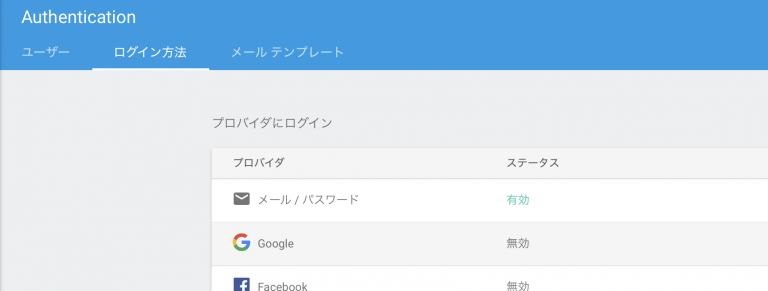 Authentication
ユーザー ログイン方法 メール テンプレート
プロバイダにログイン
プロバイダ ステータス
メール / パスワード 有効
Google 無効
Facebook 無効